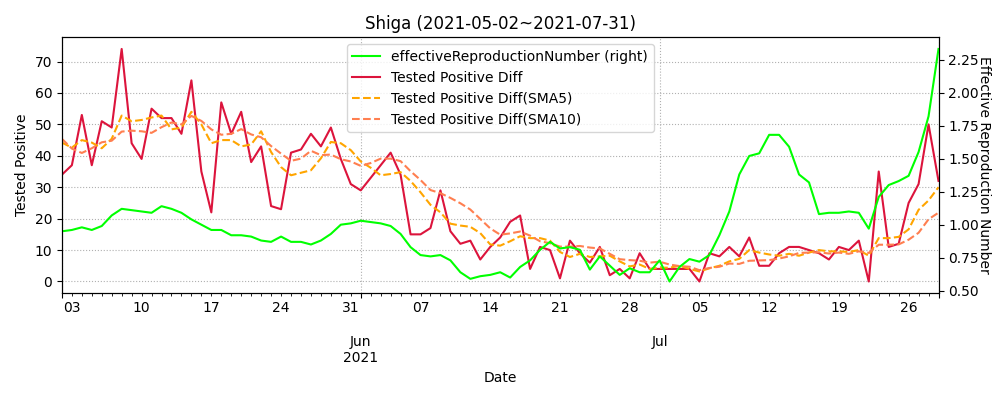 Shiga (2021-05-02~2021-07-31)
effectiveReproductionNumber (right)
Tested Positive Diff
Tested Positive Diff(SMA5)
Tested Positive Diff(SMA10)
Tested Positive
70
60
50
40
30
20
10
0
2.25
2.00
1.75
1.50
1.25
1.00
0.75
0.50
Effective Reproduction Number
03 10 17 24 31 07 14 21 28 05 12 19 26
Jun Jul
2021
Date